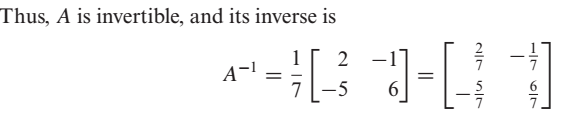 Thus, A is invertible, and its inverse is
A⁻¹ = 1/7 [ 2 −1 ; −5 6 ] = [ 2/7 −1/7 ; −5/7 6/7 ]